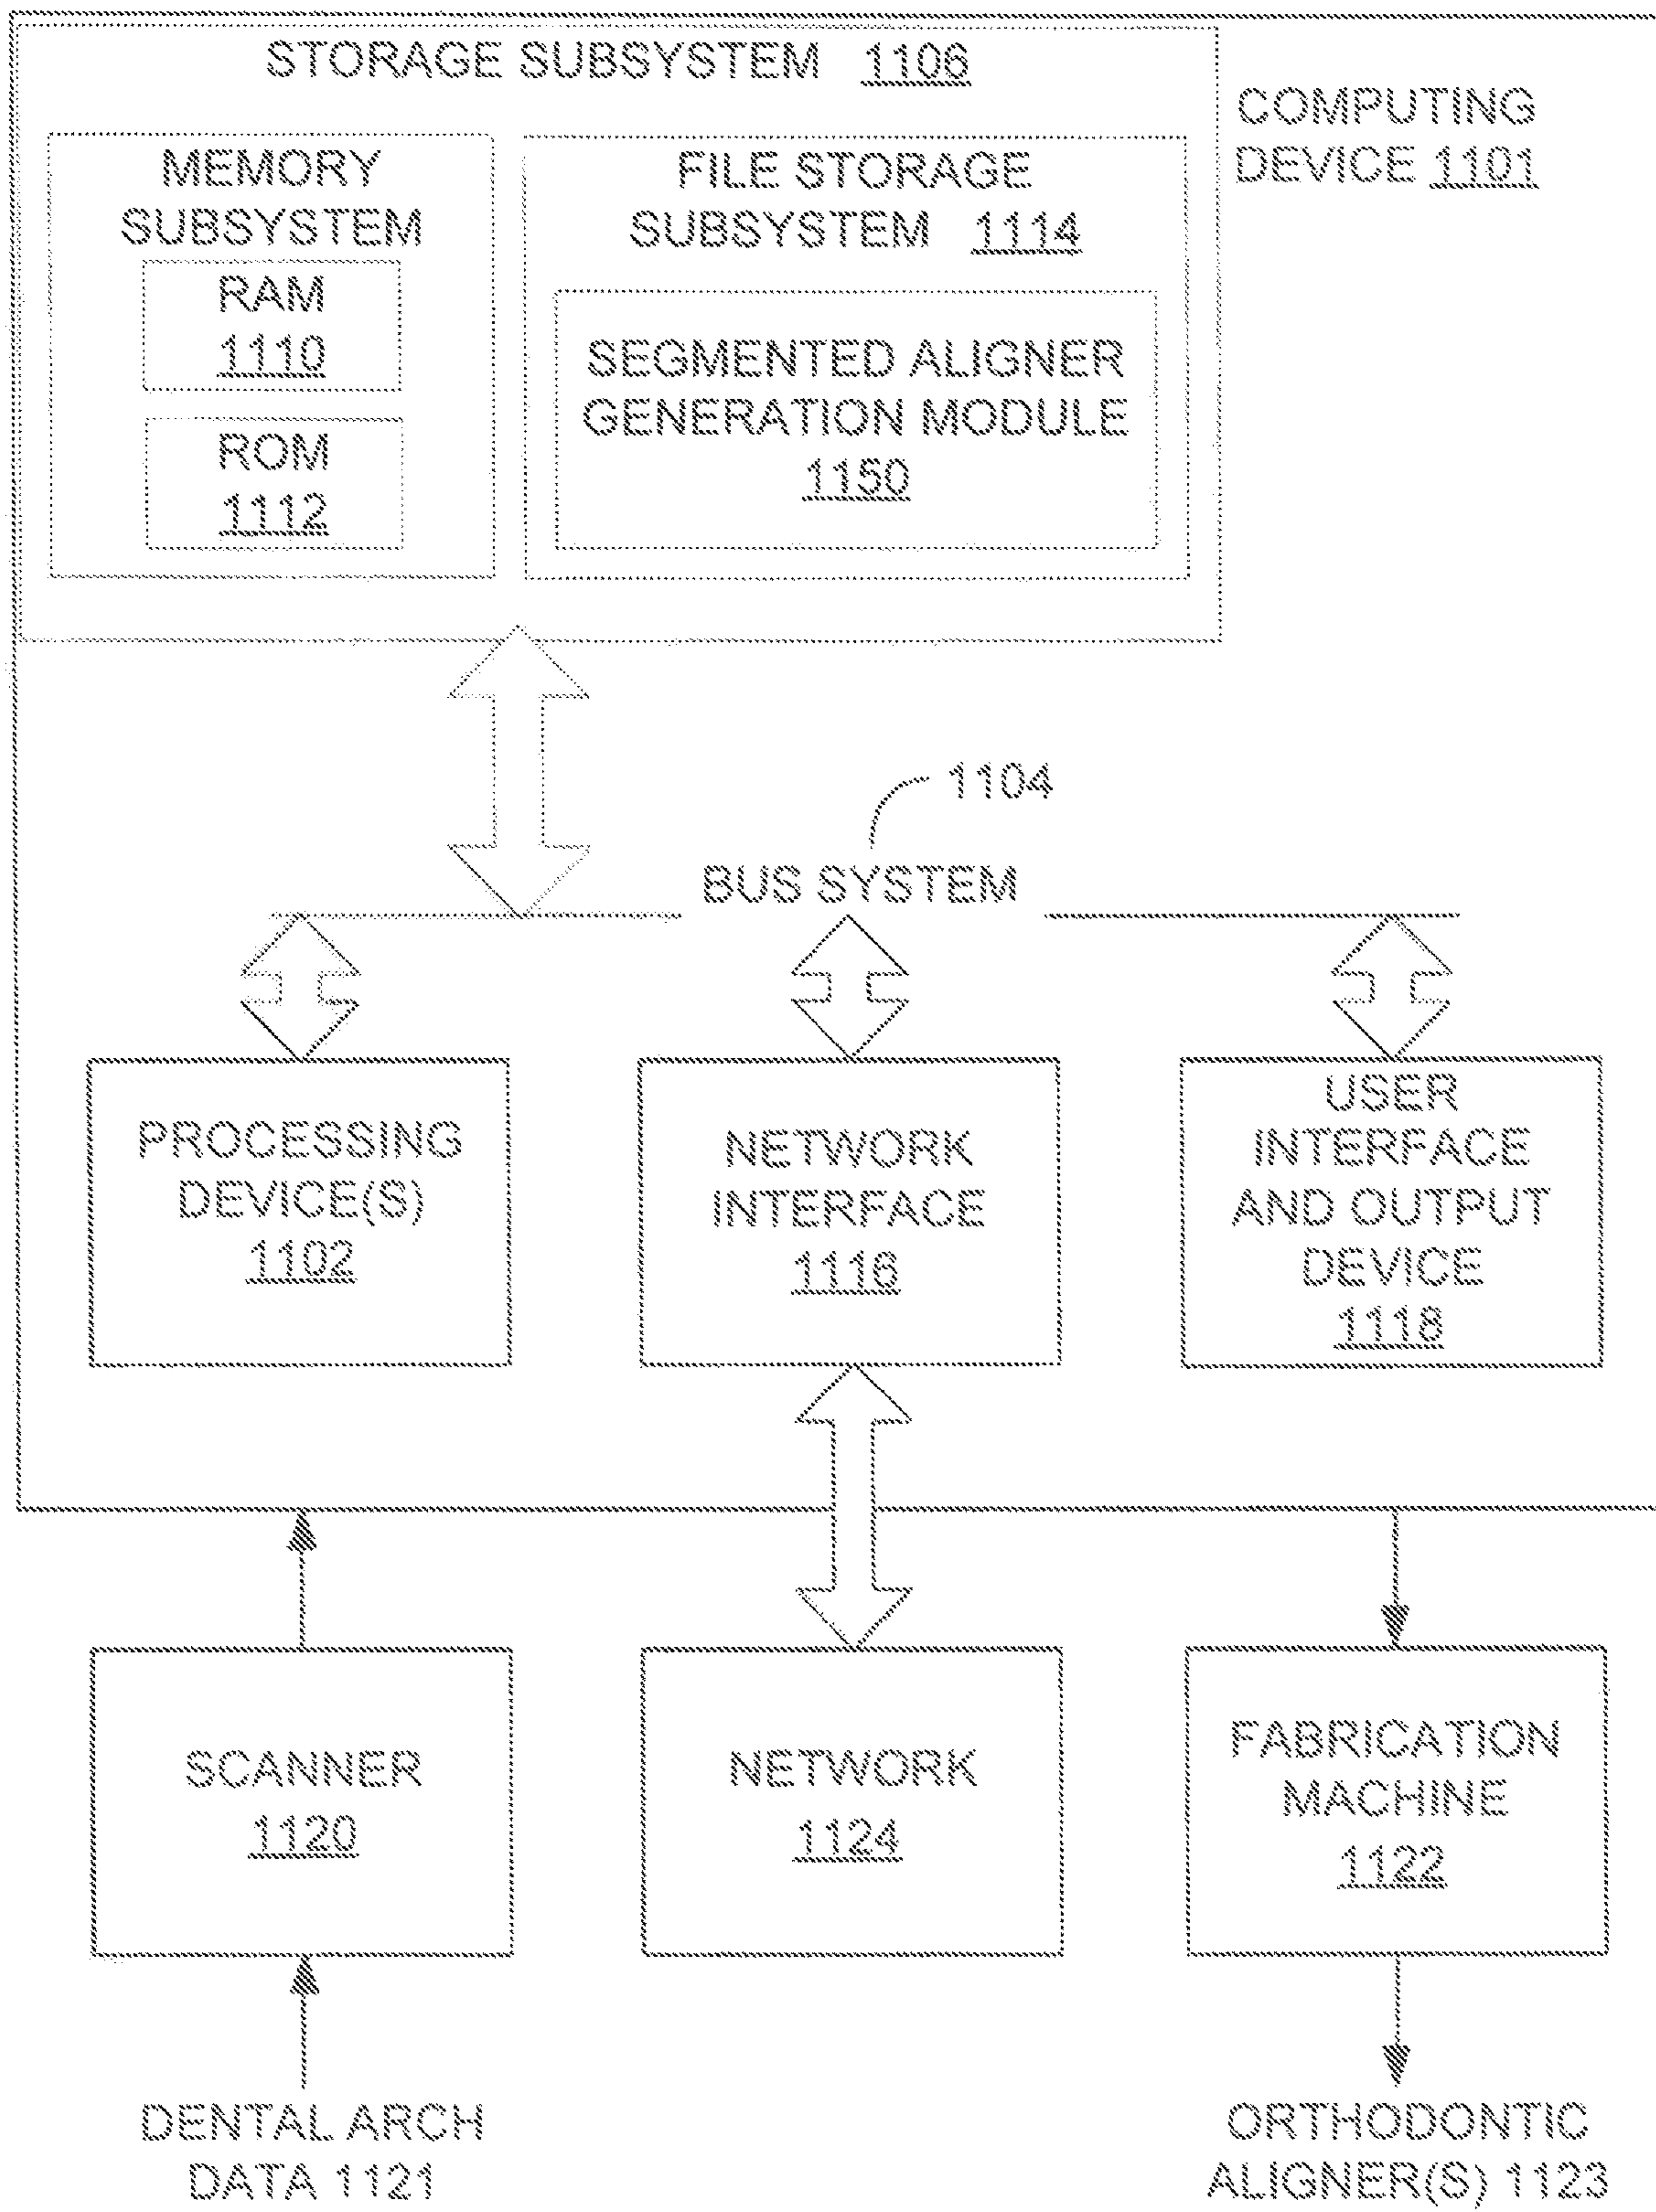 STORAGE SUBSYSTEM 1106
COMPUTING
DEVICE 1101
MEMORY
SUBSYSTEM
RAM
1110
ROM
1112
FILE STORAGE
SUBSYSTEM 1114
SEGMENTED ALIGNER
GENERATION MODULE
1150
1104
BUS SYSTEM
PROCESSING
DEVICE(S)
1102
NETWORK
INTERFACE
1116
USER
INTERFACE
AND OUTPUT
DEVICE
1118
SCANNER
1120
NETWORK
1124
FABRICATION
MACHINE
1122
DENTAL ARCH
DATA 1121
ORTHODONTIC
ALIGNER(S) 1123